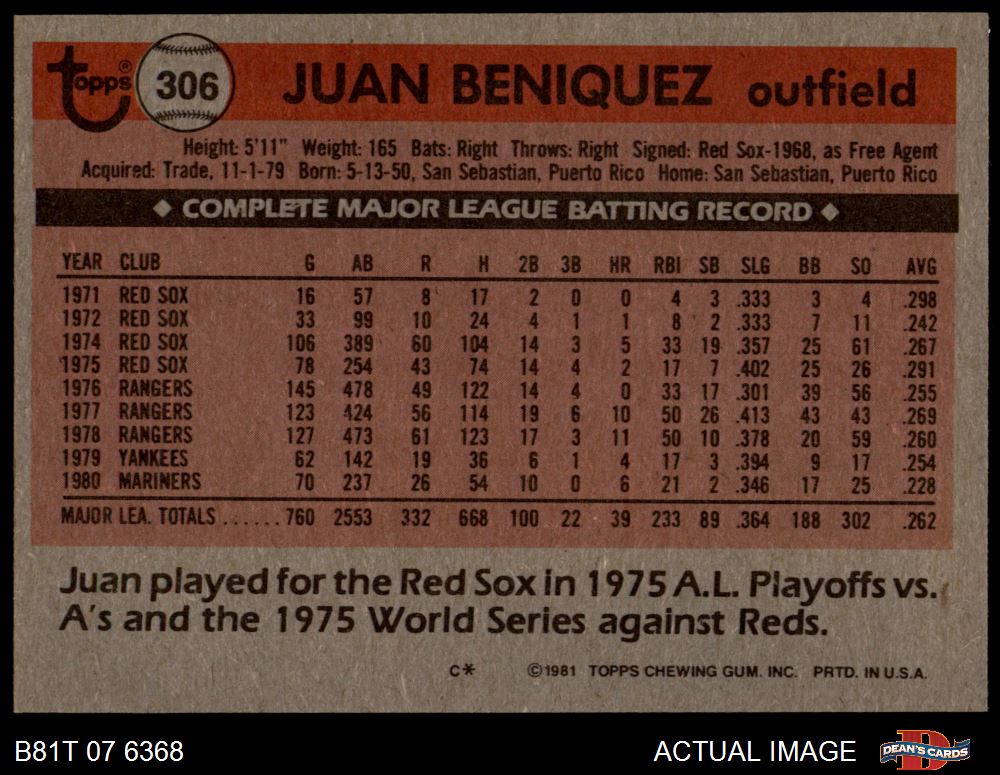 topps® 306 JUAN BENIQUEZ outfield
Height: 5'11" Weight: 165 Bats: Right Throws: Right Signed: Red Sox-1968, as Free Agent
Acquired: Trade, 11-1-79 Born: 5-13-50, San Sebastian, Puerto Rico Home: San Sebastian, Puerto Rico
◆ COMPLETE MAJOR LEAGUE BATTING RECORD ◆
YEAR CLUB G AB R H 2B 3B HR RBI SB SLG BB SO AVG
1971 RED SOX 16 57 8 17 2 0 0 4 3 .333 3 4 .298
1972 RED SOX 33 99 10 24 4 1 1 8 2 .333 7 11 .242
1974 RED SOX 106 389 60 104 14 3 5 33 19 .357 25 61 .267
1975 RED SOX 78 254 43 74 14 4 2 17 7 .402 25 26 .291
1976 RANGERS 145 478 49 122 14 4 0 33 17 .301 39 56 .255
1977 RANGERS 123 424 56 114 19 6 10 50 26 .413 43 43 .269
1978 RANGERS 127 473 61 123 17 3 11 50 10 .378 20 59 .260
1979 YANKEES 62 142 19 36 6 1 4 17 3 .394 9 17 .254
1980 MARINERS 70 237 26 54 10 0 6 21 2 .346 17 25 .228
MAJOR LEA. TOTALS ......760 2553 332 668 100 22 39 233 89 .364 188 302 .262
Juan played for the Red Sox in 1975 A.L. Playoffs vs.
A's and the 1975 World Series against Reds.
C* ©1981 TOPPS CHEWING GUM. INC. PRTD. IN U.S.A.
B81T 07 6368 ACTUAL IMAGE DEAN'S CARDS